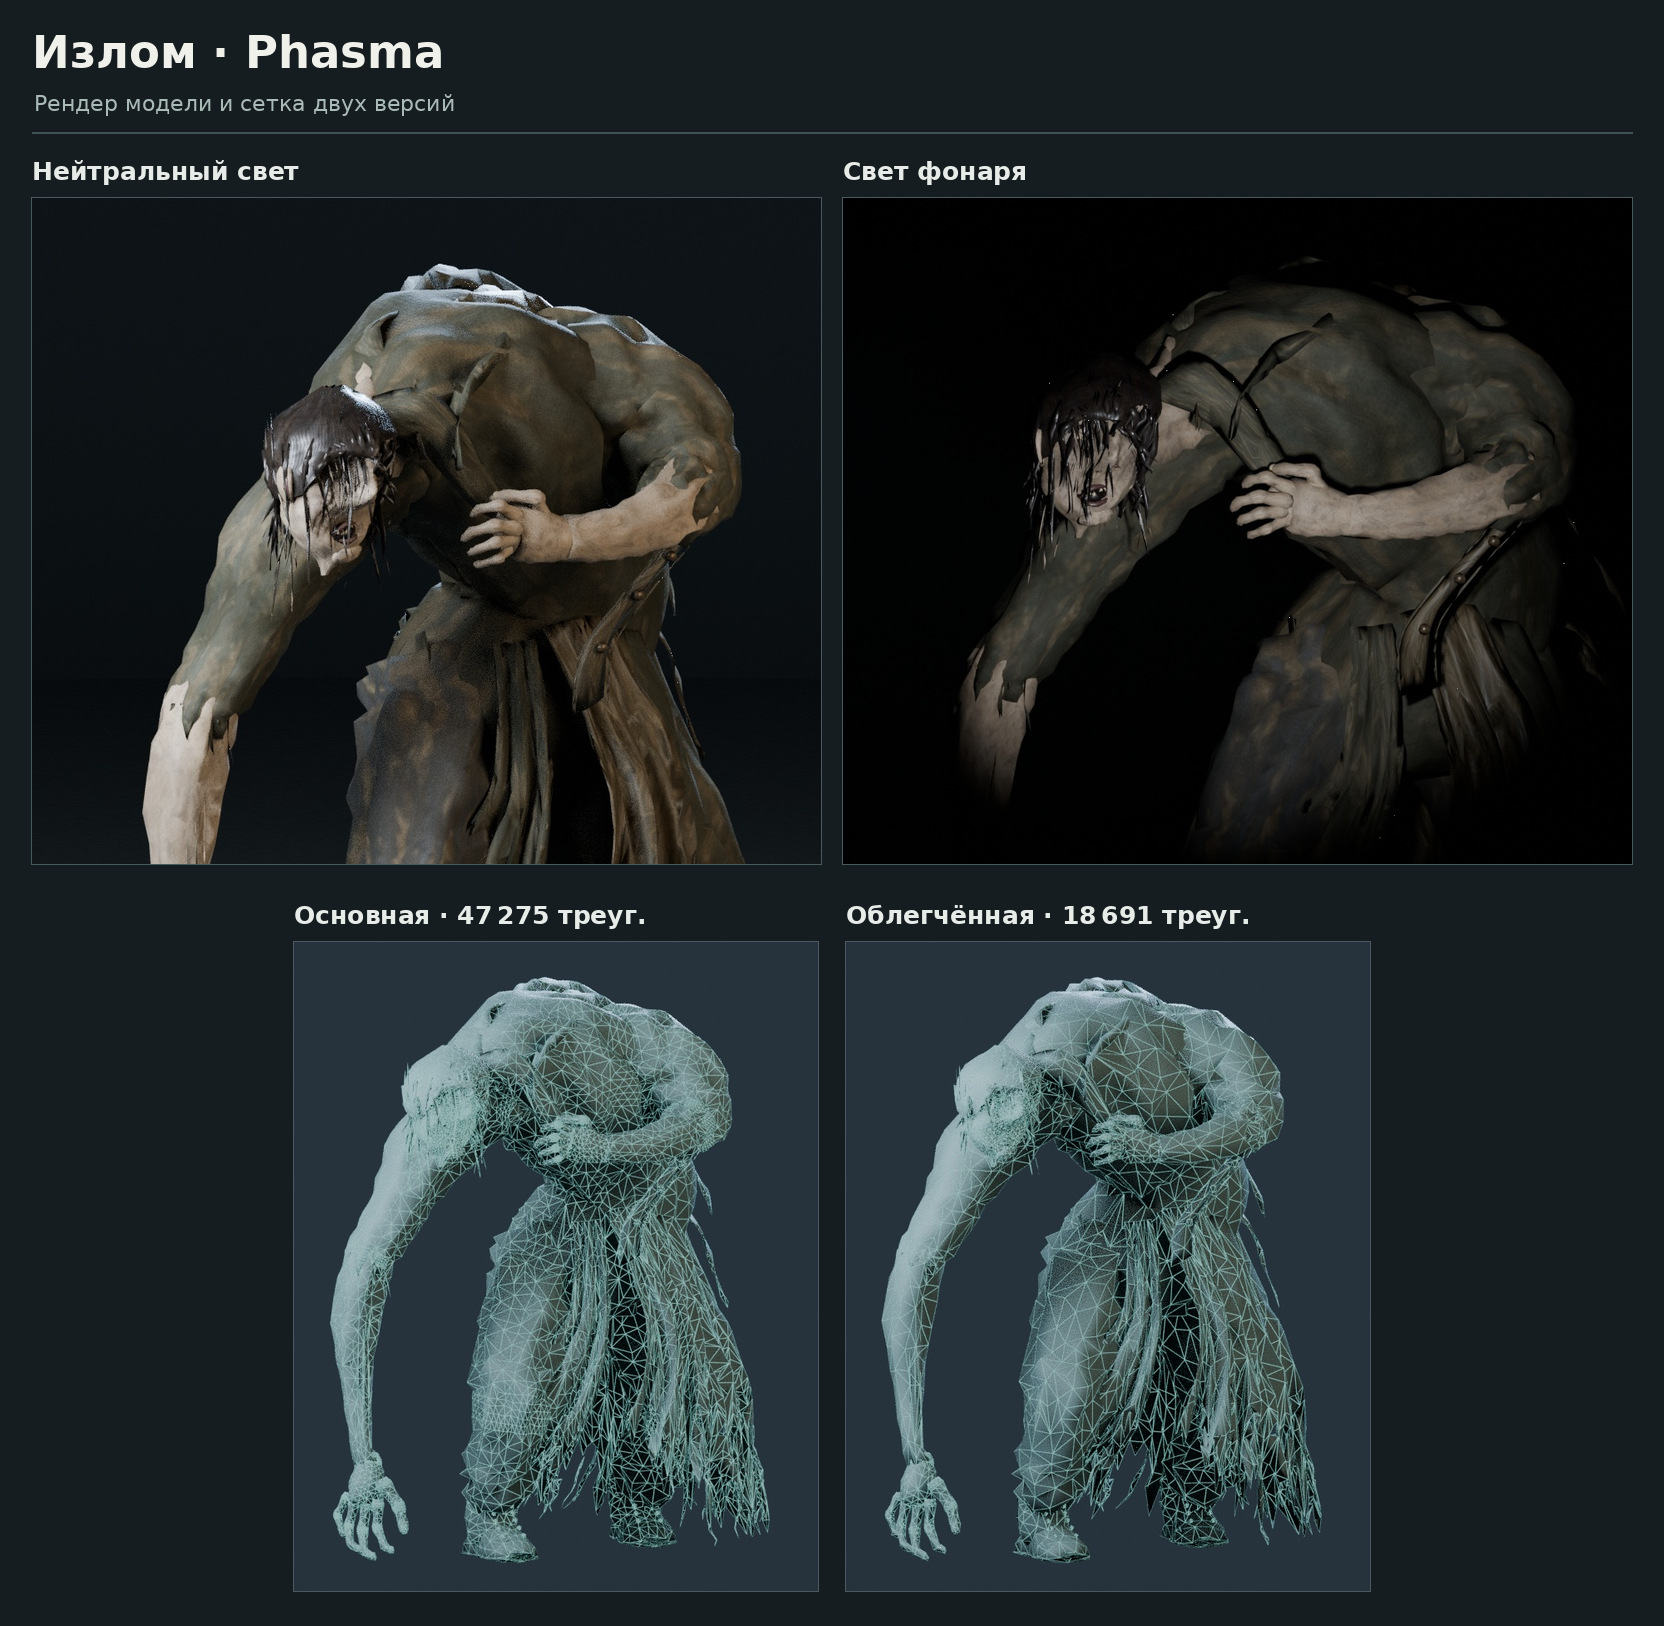 Излом · Phasma
Рендер модели и сетка двух версий
Нейтральный свет
Свет фонаря
Основная · 47 275 треуг.
Облегчённая · 18 691 треуг.